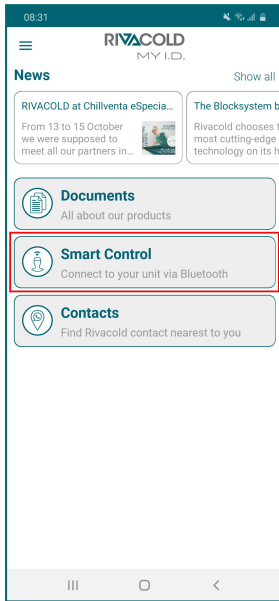 08:31
RIVACOLD
MY I.D.
News
Show all
RIVACOLD at Chillventa eSpecia...
From 13 to 15 October
we were supposed to
meet all our partners in...
The Blocksystem b
Rivacold chooses t
most cutting-edge
technology on its h
Documents
All about our products
Smart Control
Connect to your unit via Bluetooth
Contacts
Find Rivacold contact nearest to you